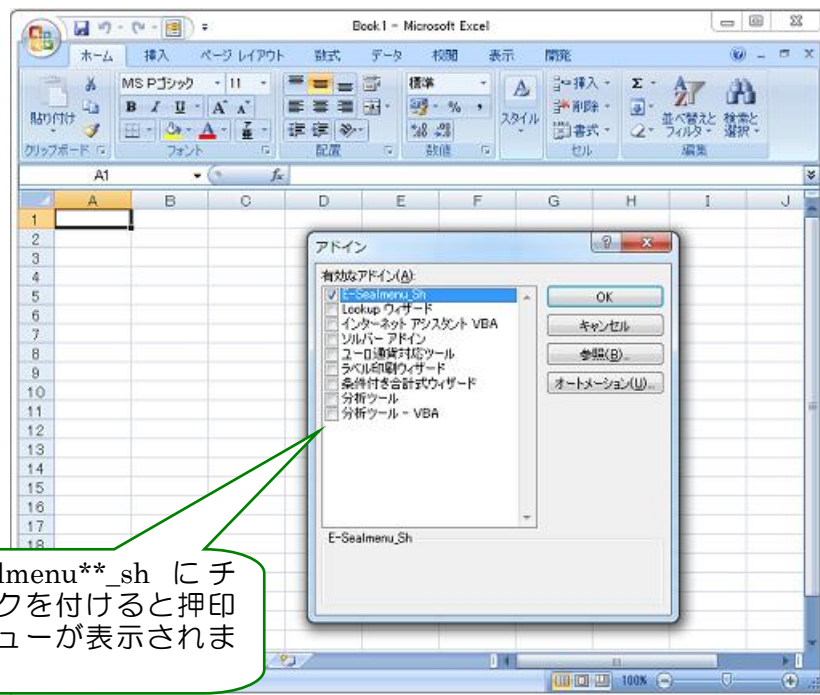 Book1 - Microsoft Excel
ホーム 挿入 ページ レイアウト 数式 データ 校閲 表示 開発
貼り付け
MS Pゴシック 11
B I U A A
標準
% ,
スタイル
挿入
削除
書式
Σ
並べ替えと
フィルタ
検索と
選択
クリップボード フォント 配置 数値 セル 編集
A1 fx
A B C D E F G H I J
1
2
3
4
5
6
7
8
9
10
11
12
13
14
15
16
17
18
アドイン
有効なアドイン(A):
E-Sealmenu_Sh
Lookup ウィザード
インターネット アシスタント VBA
ソルバー アドイン
ユーロ通貨対応ツール
ラベル印刷ウィザード
条件付き合計式ウィザード
分析ツール
分析ツール - VBA
OK
キャンセル
参照(B)...
オートメーション(U)...
E-Sealmenu_Sh
lmenu**_sh にチ
クを付けると押印
ューが表示されま
100%